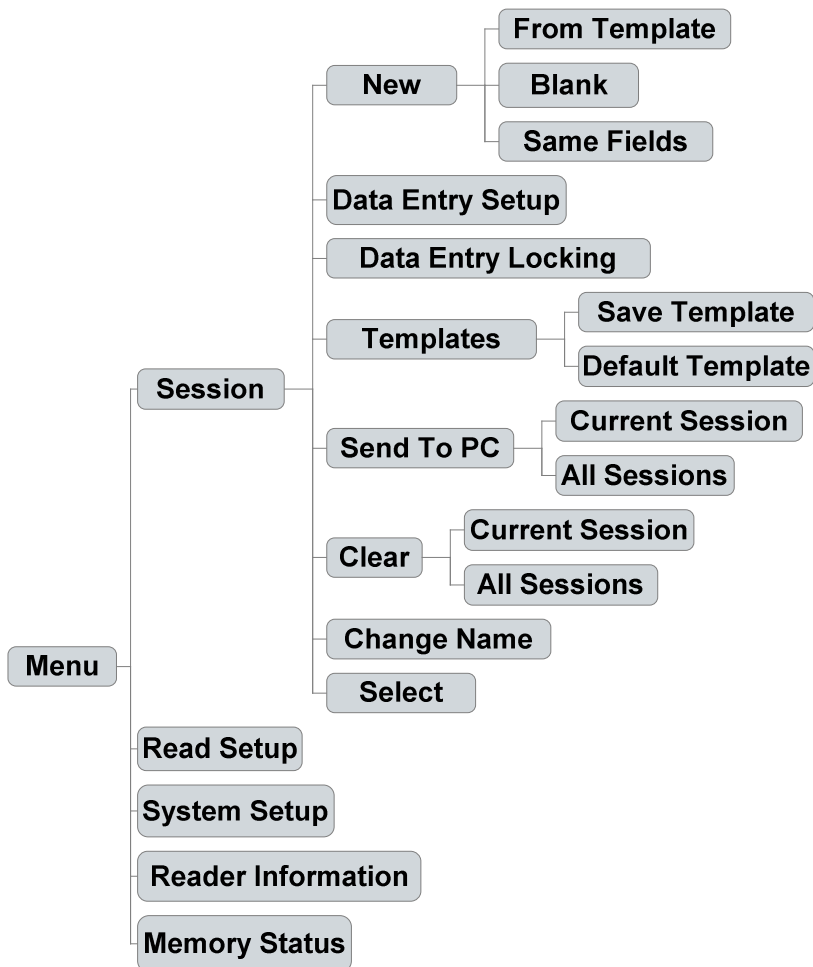 Menu
Session
New
From Template
Blank
Same Fields
Data Entry Setup
Data Entry Locking
Templates
Save Template
Default Template
Send To PC
Current Session
All Sessions
Clear
Current Session
All Sessions
Change Name
Select
Read Setup
System Setup
Reader Information
Memory Status